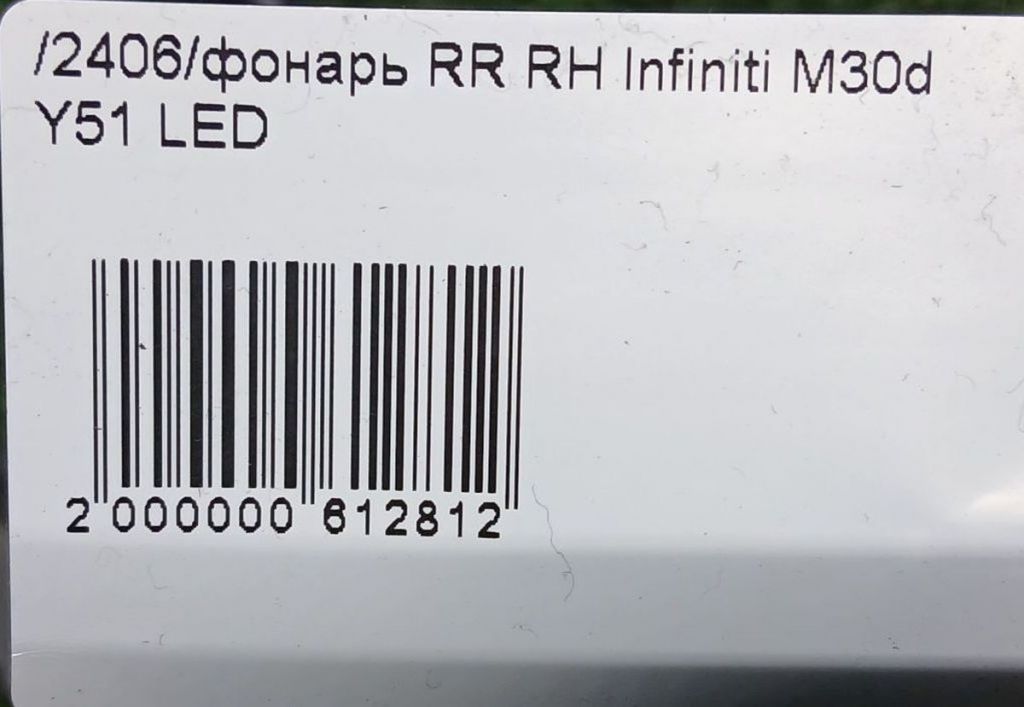 /2406/фонарь RR RH Infiniti M30d
Y51 LED
2 000000 612812